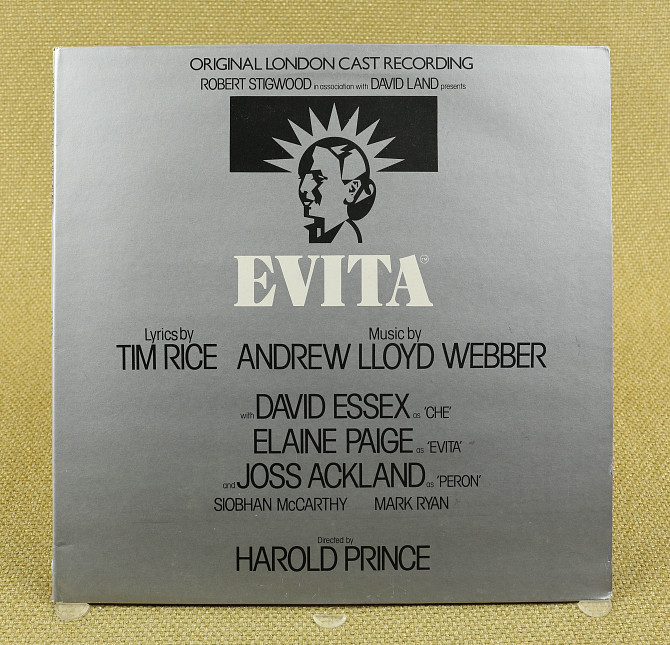 ORIGINAL LONDON CAST RECORDING
ROBERT STIGWOOD in association with DAVID LAND presents
EVITA™
Lyrics by Music by
TIM RICE ANDREW LLOYD WEBBER
with DAVID ESSEX as 'CHE'
ELAINE PAIGE as 'EVITA'
and JOSS ACKLAND as 'PERON'
SIOBHAN McCARTHY MARK RYAN
Directed by
HAROLD PRINCE